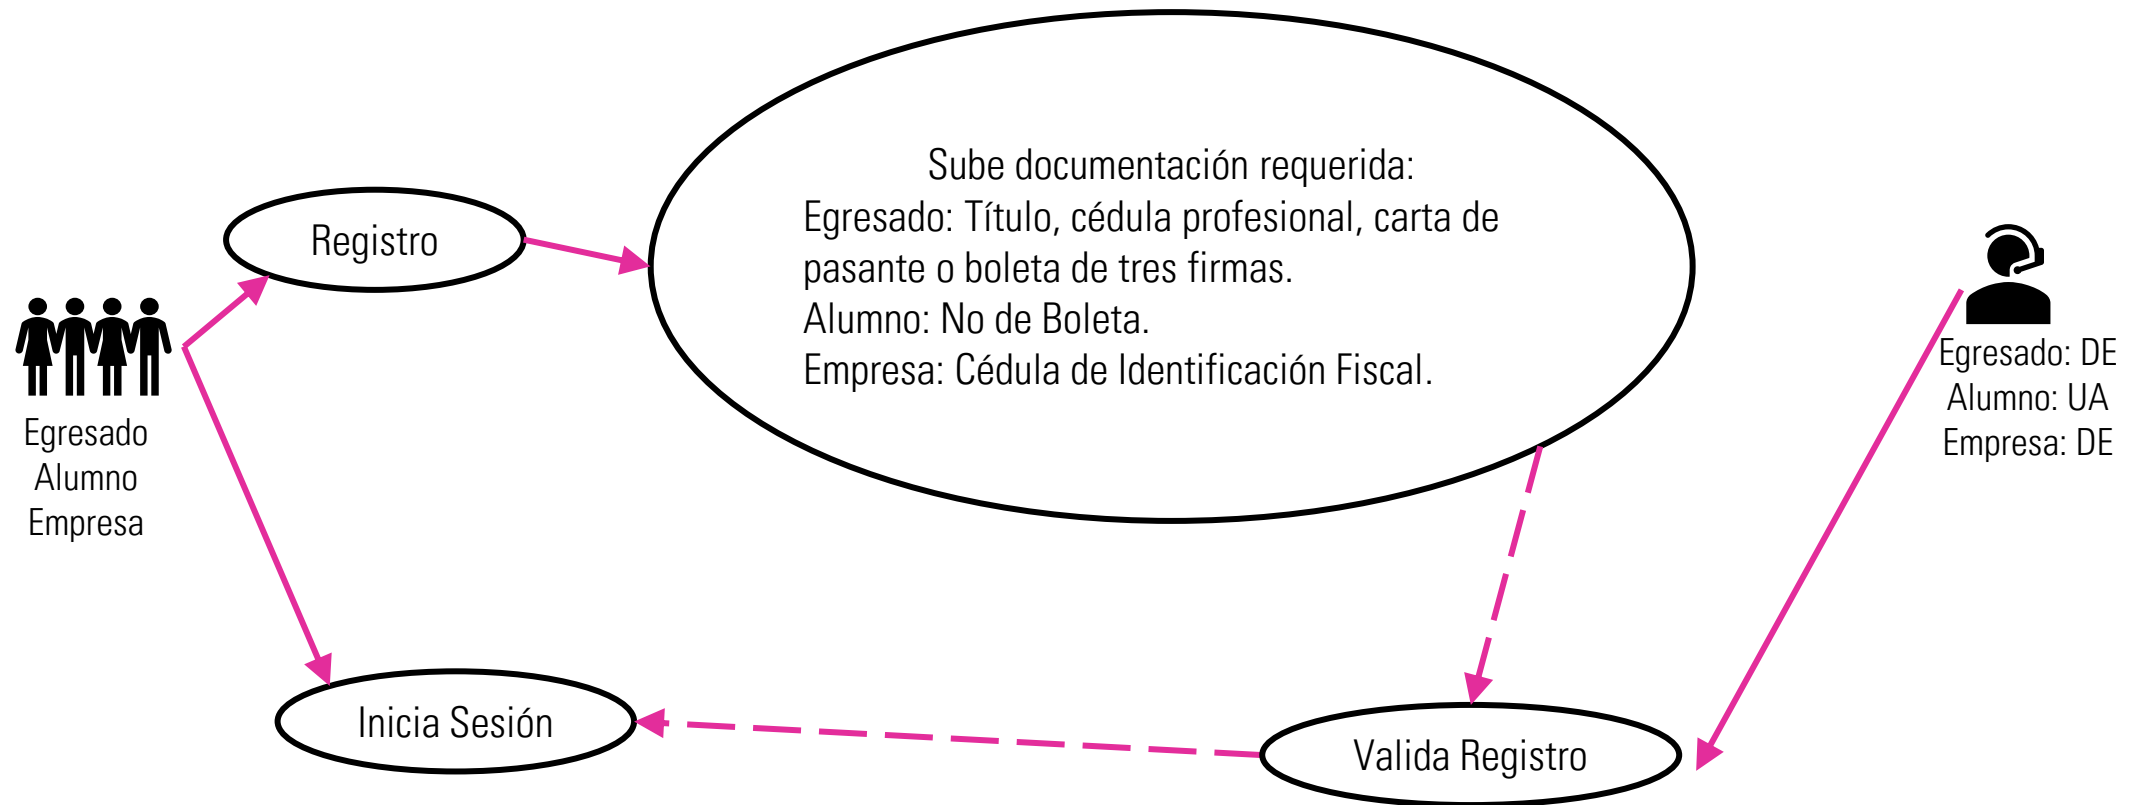 Registro
Sube documentación requerida:
Egresado: Título, cédula profesional, carta de
pasante o boleta de tres firmas.
Alumno: No de Boleta.
Empresa: Cédula de Identificación Fiscal.
Egresado
Alumno
Empresa
Egresado: DE
Alumno: UA
Empresa: DE
Inicia Sesión
Valida Registro